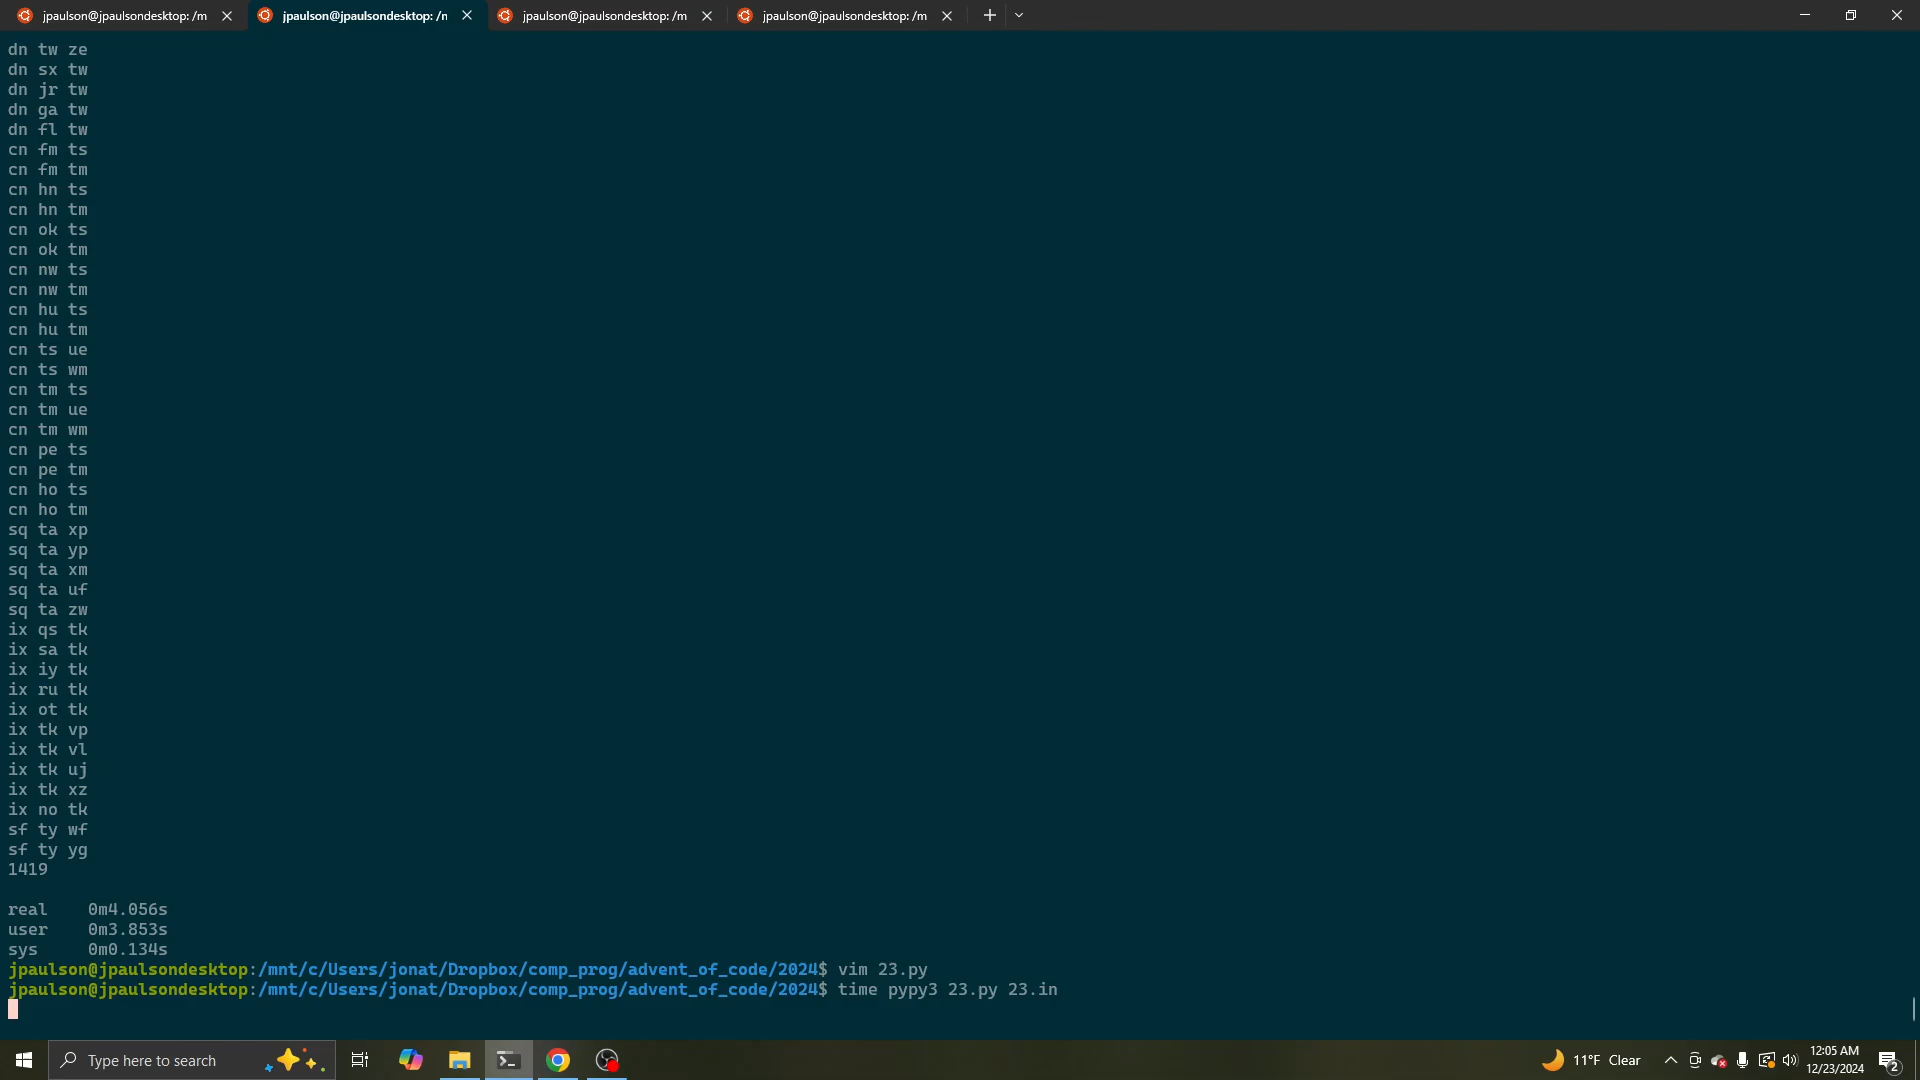 jpaulson@jpaulsondesktop: /m
jpaulson@jpaulsondesktop: /n
jpaulson@jpaulsondesktop: /m
jpaulson@jpaulsondesktop: /m
dn tw ze
dn sx tw
dn jr tw
dn ga tw
dn fl tw
cn fm ts
cn fm tm
cn hn ts
cn hn tm
cn ok ts
cn ok tm
cn nw ts
cn nw tm
cn hu ts
cn hu tm
cn ts ue
cn ts wm
cn tm ts
cn tm ue
cn tm wm
cn pe ts
cn pe tm
cn ho ts
cn ho tm
sq ta xp
sq ta yp
sq ta xm
sq ta uf
sq ta zw
ix qs tk
ix sa tk
ix iy tk
ix ru tk
ix ot tk
ix tk vp
ix tk vl
ix tk uj
ix tk xz
ix no tk
sf ty wf
sf ty yg
1419
real 0m4.056s
user 0m3.853s
sys 0m0.134s
jpaulson@jpaulsondesktop:/mnt/c/Users/jonat/Dropbox/comp_prog/advent_of_code/2024$ vim 23.py
jpaulson@jpaulsondesktop:/mnt/c/Users/jonat/Dropbox/comp_prog/advent_of_code/2024$ time pypy3 23.py 23.in
Type here to search
11°F Clear
12:05 AM
12/23/2024
2